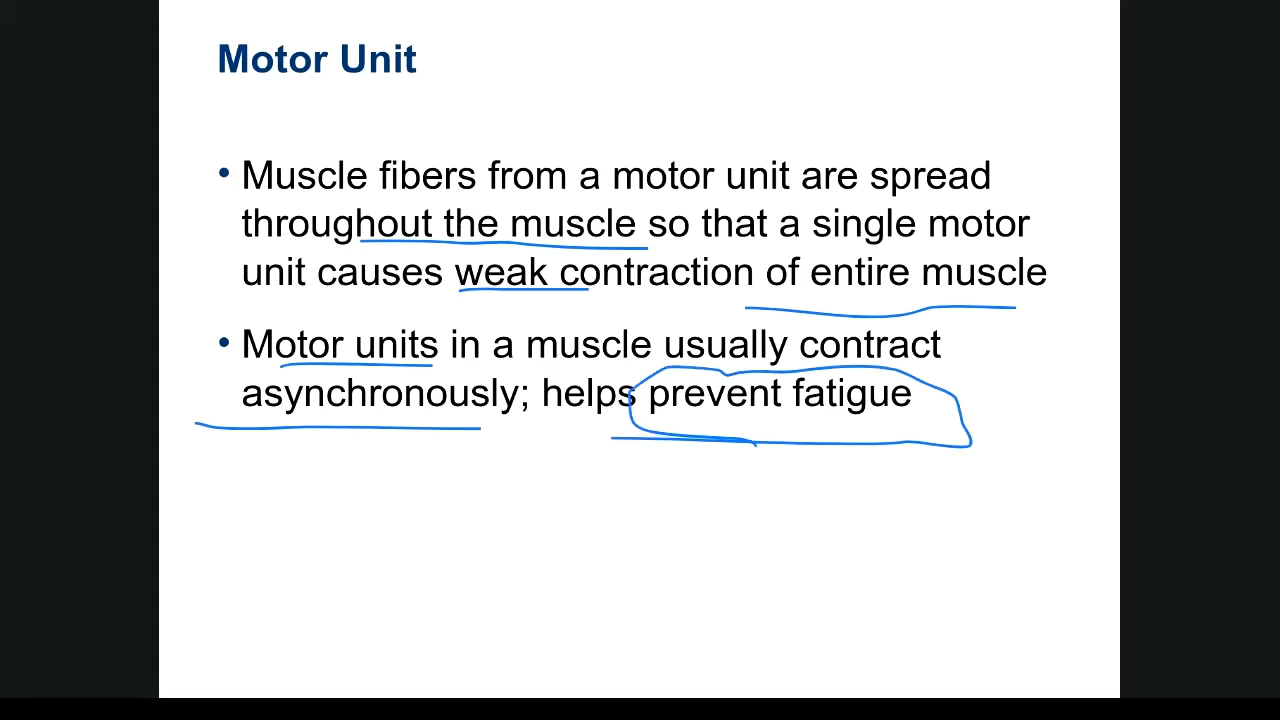 Motor Unit
• Muscle fibers from a motor unit are spread
throughout the muscle so that a single motor
unit causes weak contraction of entire muscle
• Motor units in a muscle usually contract
asynchronously; helps prevent fatigue